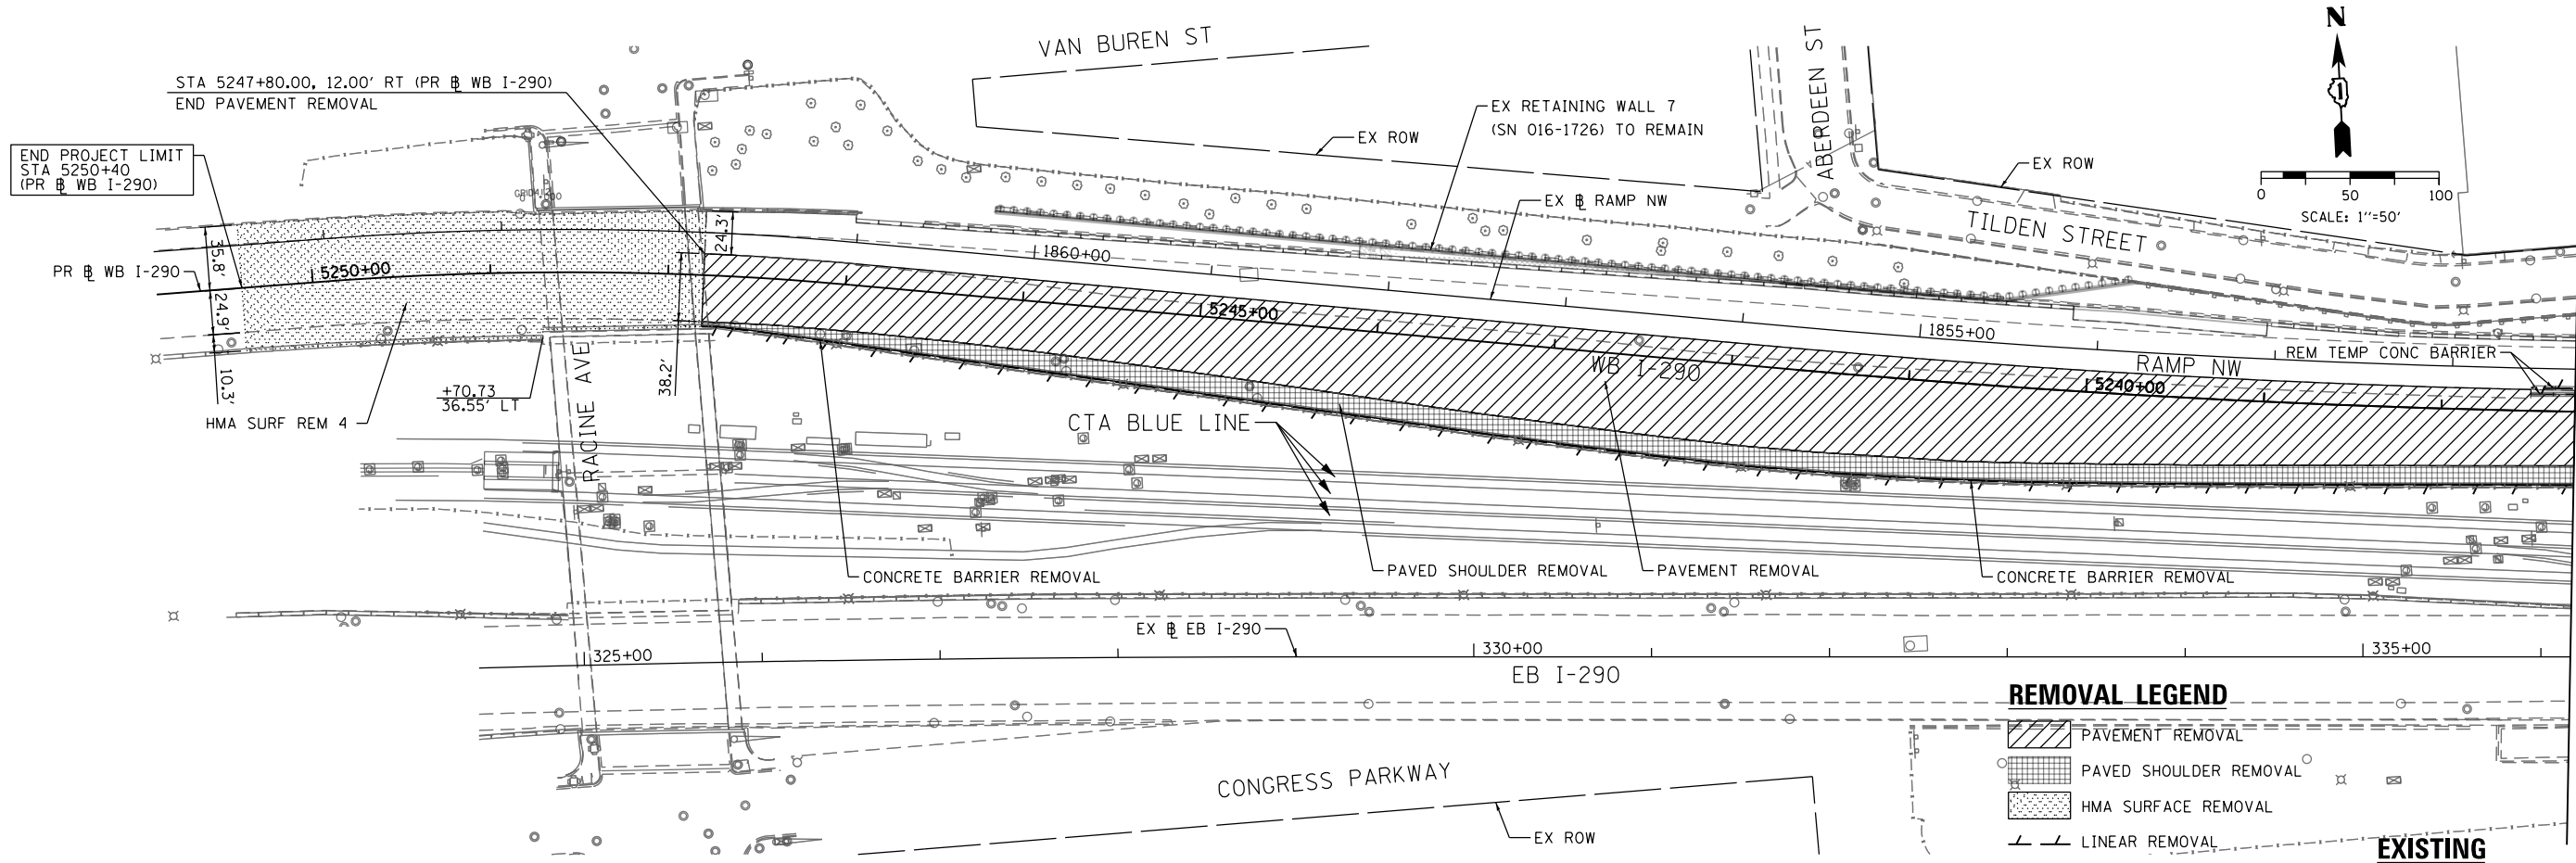 VAN BUREN ST
ABERDEEN ST
N
1
STA 5247+80.00, 12.00' RT (PR BL WB I-290)
END PAVEMENT REMOVAL
EX RETAINING WALL 7
(SN 016-1726) TO REMAIN
EX ROW
EX ROW
0 50 100
SCALE: 1''=50'
END PROJECT LIMIT
STA 5250+40
(PR BL WB I-290)
EX BL RAMP NW
TILDEN STREET
35.8'
24.3'
PR BL WB I-290
5250+00
1860+00
24.9'
5245+00
1855+00
REM TEMP CONC BARRIER
WB I-290
RAMP NW
5240+00
10.3'
38.2'
+70.73
36.55' LT
RACINE AVE
HMA SURF REM 4
CTA BLUE LINE
CONCRETE BARRIER REMOVAL
PAVED SHOULDER REMOVAL
PAVEMENT REMOVAL
CONCRETE BARRIER REMOVAL
EX BL EB I-290
325+00
330+00
335+00
EB I-290
REMOVAL LEGEND
PAVEMENT REMOVAL
PAVED SHOULDER REMOVAL
HMA SURFACE REMOVAL
LINEAR REMOVAL
CONGRESS PARKWAY
EX ROW
EXISTING